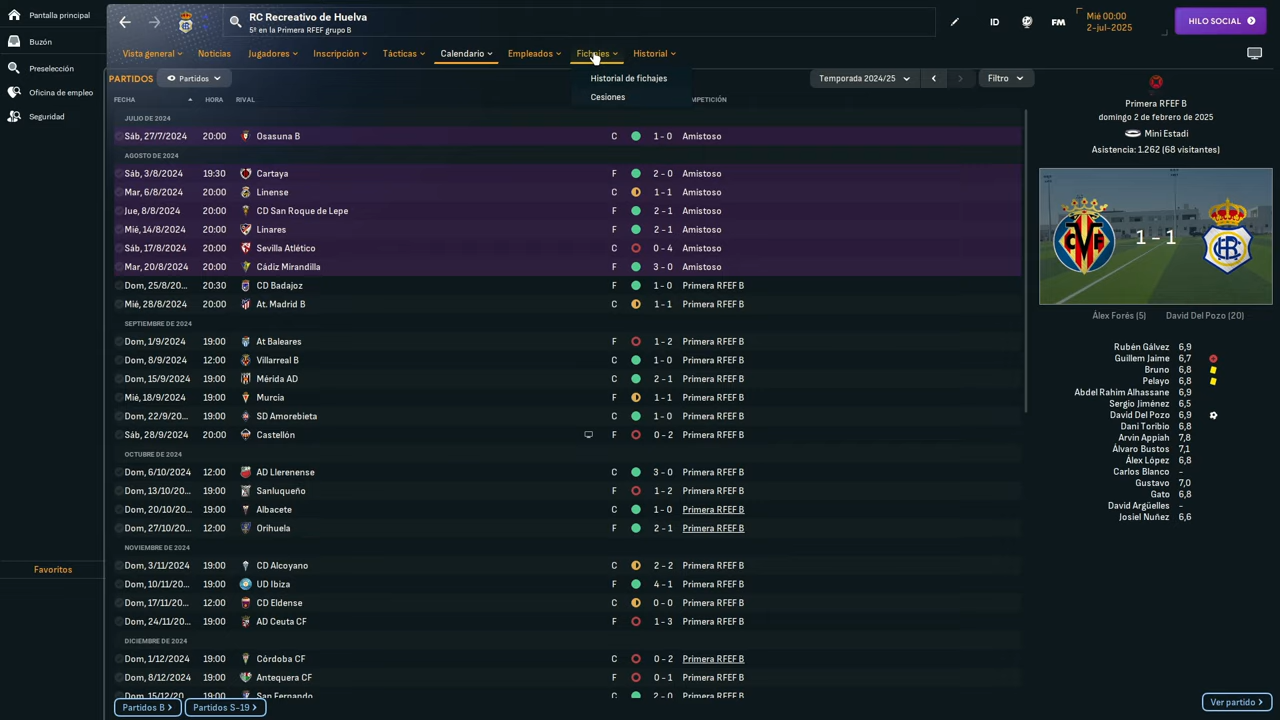 Pantalla principal
Buzón
Preselección
Oficina de empleo
Seguridad
Favoritos
RC Recreativo de Huelva
5ª en la Primera RFEF grupo B
ID
FM
Mié 00:00
2-jul-2025
HILO SOCIAL
Vista general
Noticias
Jugadores
Inscripción
Tácticas
Calendario
Empleados
Fichajes
Historial
PARTIDOS
Partidos
Historial de fichajes
Cesiones
Temporada 2024/25
Filtro
FECHA HORA RIVAL
JULIO DE 2024
Sáb, 27/7/2024 20:00 Osasuna B C 1 - 0 Amistoso
AGOSTO DE 2024
Sáb, 3/8/2024 19:30 Cartaya F 2 - 0 Amistoso
Mar, 6/8/2024 20:00 Linense C 1 - 1 Amistoso
Jue, 8/8/2024 20:00 CD San Roque de Lepe F 2 - 1 Amistoso
Mié, 14/8/2024 20:00 Linares F 2 - 1 Amistoso
Sáb, 17/8/2024 20:00 Sevilla Atlético C 0 - 4 Amistoso
Mar, 20/8/2024 20:00 Cádiz Mirandilla F 3 - 0 Amistoso
Dom, 25/8/20... 20:30 CD Badajoz F 1 - 0 Primera RFEF B
Mié, 28/8/2024 20:00 At. Madrid B C 1 - 1 Primera RFEF B
SEPTIEMBRE DE 2024
Dom, 1/9/2024 19:00 At Baleares F 1 - 2 Primera RFEF B
Dom, 8/9/2024 12:00 Villarreal B C 1 - 0 Primera RFEF B
Dom, 15/9/2024 19:00 Mérida AD C 2 - 1 Primera RFEF B
Mié, 18/9/2024 19:00 Murcia F 1 - 1 Primera RFEF B
Dom, 22/9/20... 19:00 SD Amorebieta C 1 - 0 Primera RFEF B
Sáb, 28/9/2024 20:00 Castellón F 0 - 2 Primera RFEF B
OCTUBRE DE 2024
Dom, 6/10/2024 12:00 AD Llerenense C 3 - 0 Primera RFEF B
Dom, 13/10/20... 19:00 Sanluqueño F 1 - 2 Primera RFEF B
Dom, 20/10/20... 19:00 Albacete C 1 - 0 Primera RFEF B
Dom, 27/10/20... 12:00 Orihuela F 2 - 1 Primera RFEF B
NOVIEMBRE DE 2024
Dom, 3/11/2024 19:00 CD Alcoyano C 2 - 2 Primera RFEF B
Dom, 10/11/20... 19:00 UD Ibiza F 4 - 1 Primera RFEF B
Dom, 17/11/20... 12:00 CD Eldense C 0 - 0 Primera RFEF B
Dom, 24/11/20... 19:00 AD Ceuta CF F 1 - 3 Primera RFEF B
DICIEMBRE DE 2024
Dom, 1/12/2024 19:00 Córdoba CF C 0 - 2 Primera RFEF B
Dom, 8/12/2024 19:00 Antequera CF F 0 - 1 Primera RFEF B
Dom, 15/12/20... 19:00 San Fernando C 2 - 0 Primera RFEF B
Partidos B
Partidos S-19
Primera RFEF B
domingo 2 de febrero de 2025
Mini Estadi
Asistencia: 1.262 (68 visitantes)
1 - 1
Álex Forés (5) David Del Pozo (20)
Rubén Gálvez 6,9
Guillem Jaime 6,7
Bruno 6,8
Pelayo 6,8
Abdel Rahim Alhassane 6,9
Sergio Jiménez 6,5
David Del Pozo 6,9
Dani Toribio 6,8
Arvin Appiah 7,8
Álvaro Bustos 7,1
Álex López 6,8
Carlos Blanco -
Gustavo 7,0
Gato 6,8
David Argüelles -
Josiel Nuñez 6,6
Ver partido